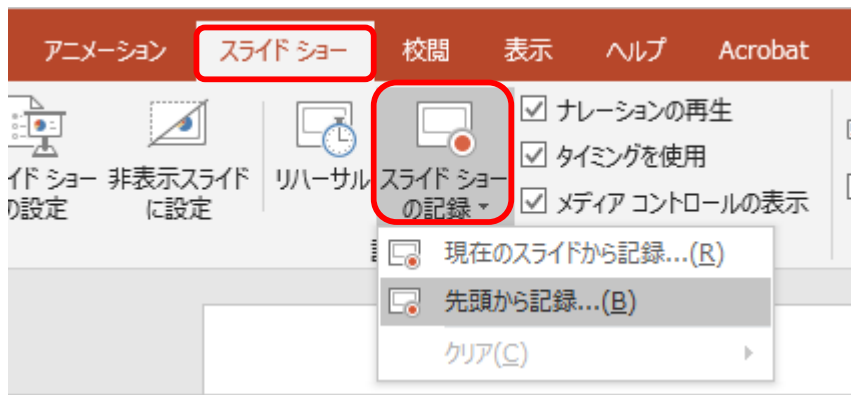 アニメーション スライド ショー 校閲 表示 ヘルプ Acrobat
イド ショー
の設定
非表示スライド
に設定
リハーサル
スライド ショー
の記録
ナレーションの再生
タイミングを使用
メディア コントロールの表示
現在のスライドから記録...(R)
先頭から記録...(B)
クリア(C)